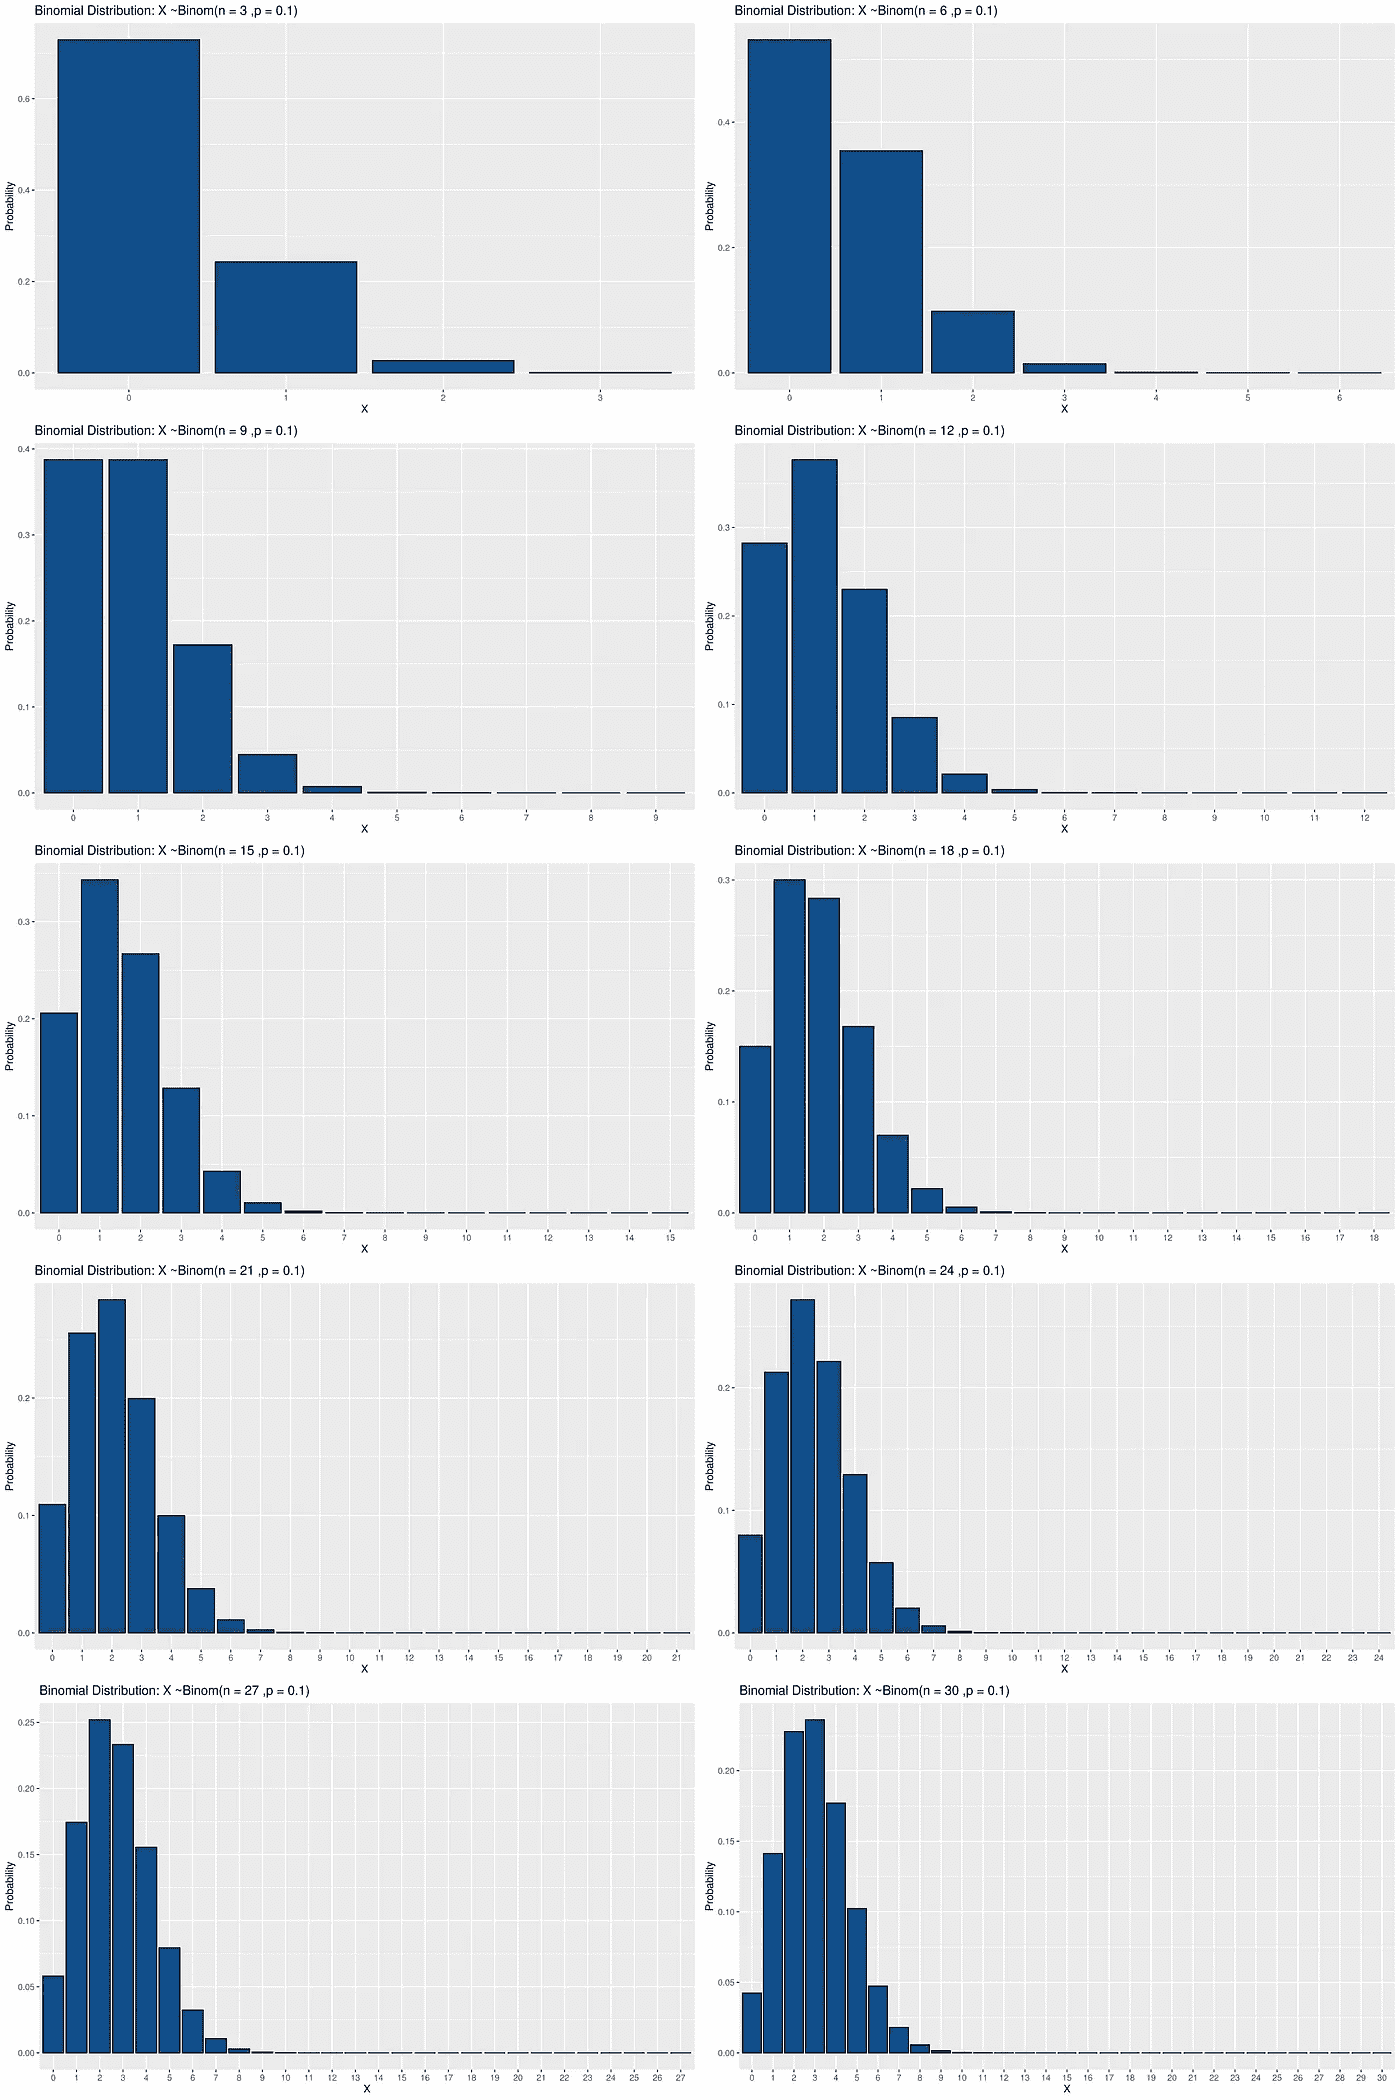 Binomial Distribution: X ~Binom(n = 3 ,p = 0.1)
Probability
0.6
0.4
0.2
0.0
0 1 2 3
X
Binomial Distribution: X ~Binom(n = 6 ,p = 0.1)
Probability
0.4
0.2
0.0
0 1 2 3 4 5 6
X
Binomial Distribution: X ~Binom(n = 9 ,p = 0.1)
Probability
0.4
0.3
0.2
0.1
0.0
0 1 2 3 4 5 6 7 8 9
X
Binomial Distribution: X ~Binom(n = 12 ,p = 0.1)
Probability
0.3
0.2
0.1
0.0
0 1 2 3 4 5 6 7 8 9 10 11 12
X
Binomial Distribution: X ~Binom(n = 15 ,p = 0.1)
Probability
0.3
0.2
0.1
0.0
0 1 2 3 4 5 6 7 8 9 10 11 12 13 14 15
X
Binomial Distribution: X ~Binom(n = 18 ,p = 0.1)
Probability
0.3
0.2
0.1
0.0
0 1 2 3 4 5 6 7 8 9 10 11 12 13 14 15 16 17 18
X
Binomial Distribution: X ~Binom(n = 21 ,p = 0.1)
Probability
0.2
0.1
0.0
0 1 2 3 4 5 6 7 8 9 10 11 12 13 14 15 16 17 18 19 20 21
X
Binomial Distribution: X ~Binom(n = 24 ,p = 0.1)
Probability
0.2
0.1
0.0
0 1 2 3 4 5 6 7 8 9 10 11 12 13 14 15 16 17 18 19 20 21 22 23 24
X
Binomial Distribution: X ~Binom(n = 27 ,p = 0.1)
Probability
0.25
0.20
0.15
0.10
0.05
0.00
0 1 2 3 4 5 6 7 8 9 10 11 12 13 14 15 16 17 18 19 20 21 22 23 24 25 26 27
X
Binomial Distribution: X ~Binom(n = 30 ,p = 0.1)
Probability
0.20
0.15
0.10
0.05
0.00
0 1 2 3 4 5 6 7 8 9 10 11 12 13 14 15 16 17 18 19 20 21 22 23 24 25 26 27 28 29 30
X